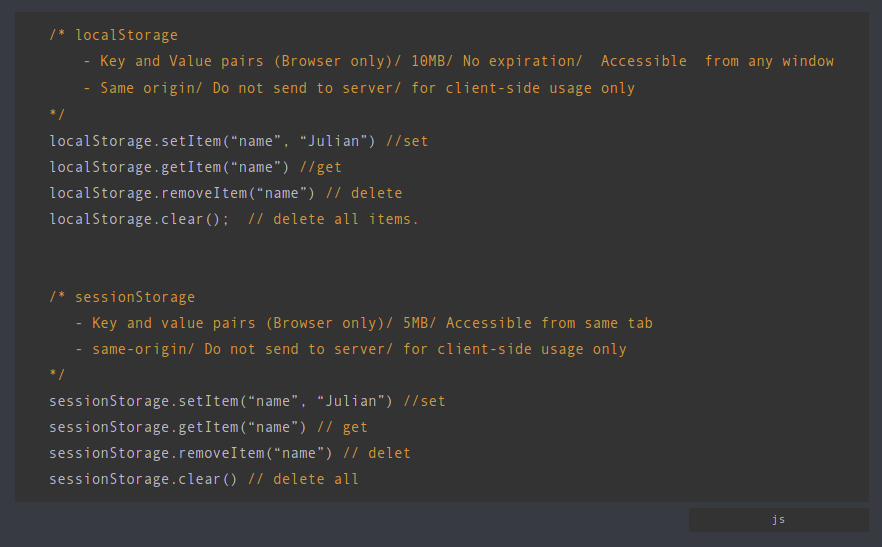 /* localStorage
- Key and Value pairs (Browser only)/ 10MB/ No expiration/ Accessible from any window
- Same origin/ Do not send to server/ for client-side usage only
*/
localStorage.setItem(“name”, “Julian”) //set
localStorage.getItem(“name”) //get
localStorage.removeItem(“name”) // delete
localStorage.clear(); // delete all items.
/* sessionStorage
- Key and value pairs (Browser only)/ 5MB/ Accessible from same tab
- same-origin/ Do not send to server/ for client-side usage only
*/
sessionStorage.setItem(“name”, “Julian”) //set
sessionStorage.getItem(“name”) // get
sessionStorage.removeItem(“name”) // delet
sessionStorage.clear() // delete all
js